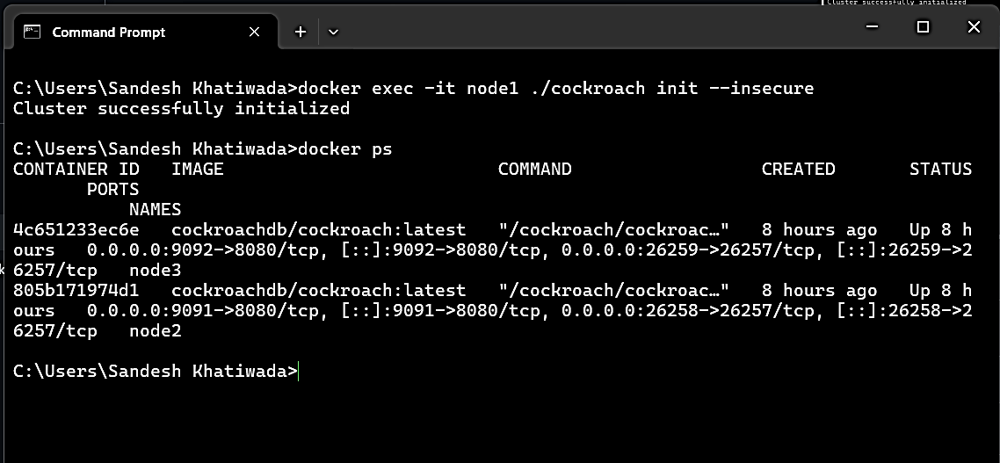 Cluster successfully initialized
Command Prompt
C:\Users\Sandesh Khatiwada>docker exec -it node1 ./cockroach init --insecure
Cluster successfully initialized
C:\Users\Sandesh Khatiwada>docker ps
CONTAINER ID   IMAGE                          COMMAND                  CREATED       STATUS
       PORTS
           NAMES
4c651233ec6e   cockroachdb/cockroach:latest   "/cockroach/cockroac…"   8 hours ago   Up 8 h
ours   0.0.0.0:9092->8080/tcp, [::]:9092->8080/tcp, 0.0.0.0:26259->26257/tcp, [::]:26259->2
6257/tcp   node3
805b171974d1   cockroachdb/cockroach:latest   "/cockroach/cockroac…"   8 hours ago   Up 8 h
ours   0.0.0.0:9091->8080/tcp, [::]:9091->8080/tcp, 0.0.0.0:26258->26257/tcp, [::]:26258->2
6257/tcp   node2
C:\Users\Sandesh Khatiwada>